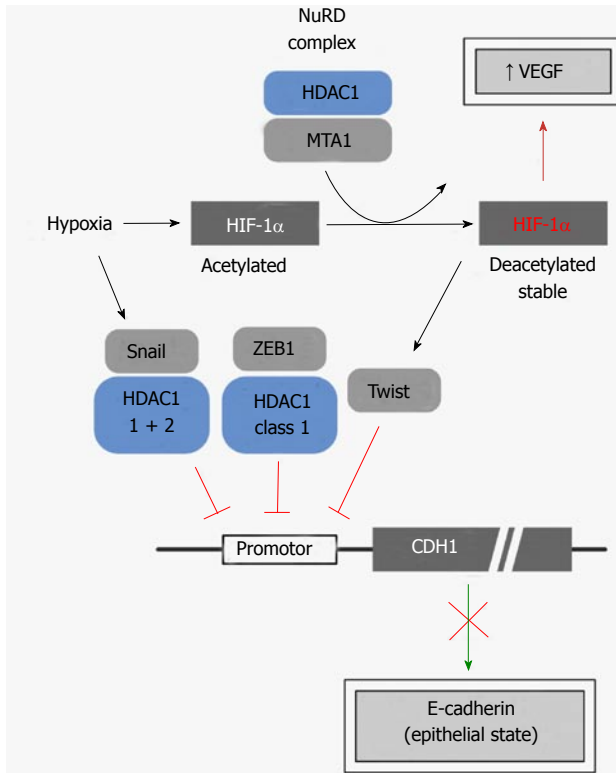 NuRD
complex
HDAC1
MTA1
↑ VEGF
Hypoxia
HIF-1α
HIF-1α
Acetylated
Deacetylated
stable
Snail
HDAC1
1 + 2
ZEB1
HDAC1
class 1
Twist
Promotor
CDH1
E-cadherin
(epithelial state)